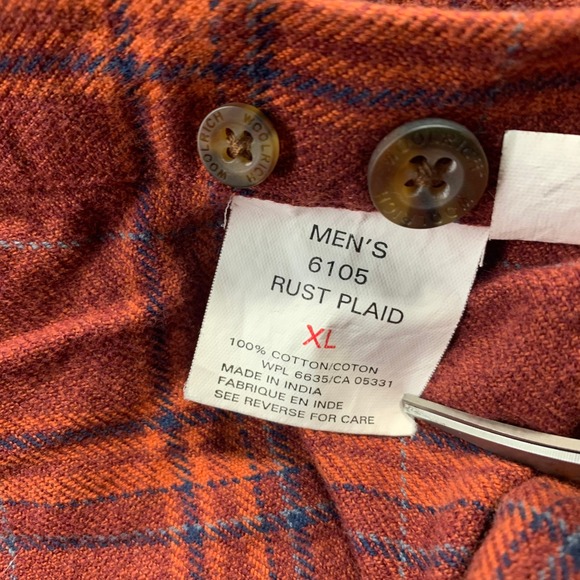 WOOLRICH WOOLRICH
WOOLRICH
MEN'S
6105
RUST PLAID
XL
100% COTTON/COTON
WPL 6635/CA 05331
MADE IN INDIA
FABRIQUE EN INDE
SEE REVERSE FOR CARE